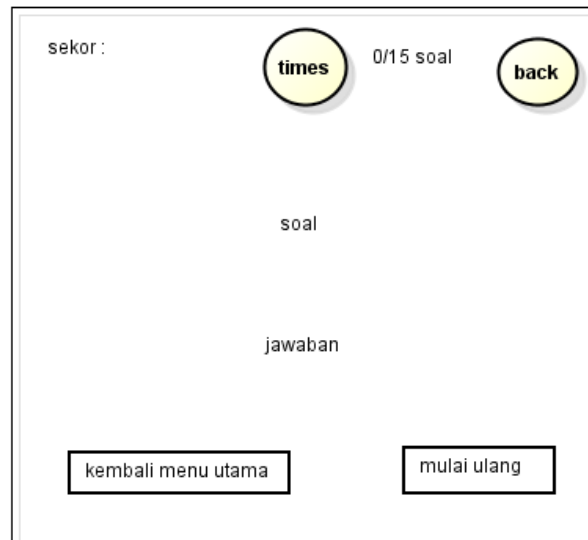 sekor :
times
0/15 soal
back
soal
jawaban
kembali menu utama
mulai ulang